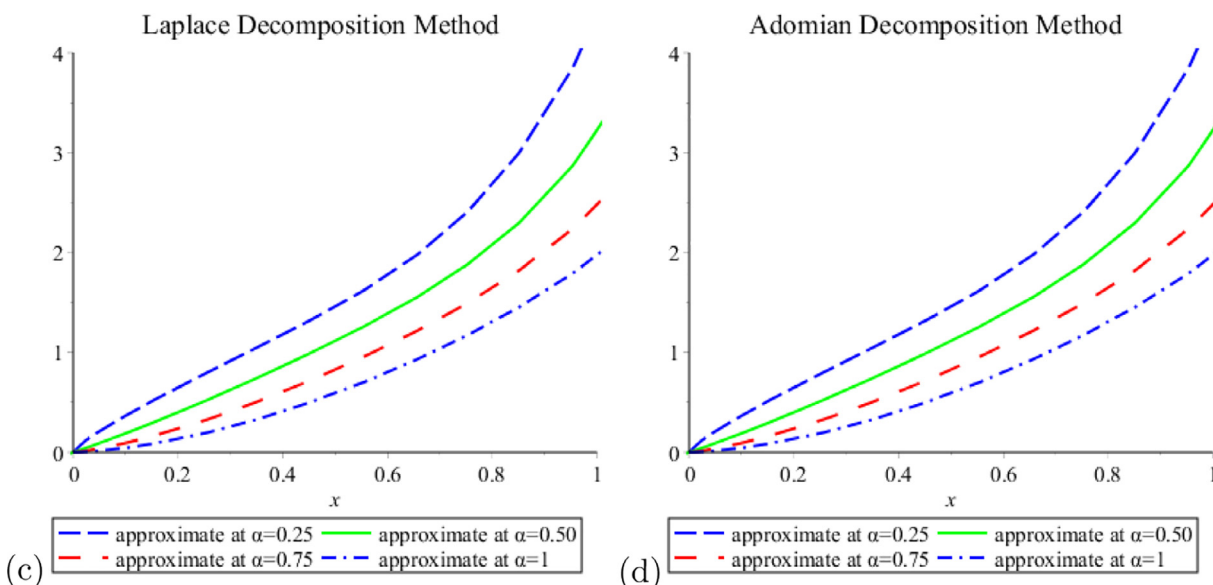 Laplace Decomposition Method
4
3
2
1
0
0 0.2 0.4 0.6 0.8 1
x
approximate at α=0.25 approximate at α=0.50
approximate at α=0.75 approximate at α=1
(c)
Adomian Decomposition Method
4
3
2
1
0
0 0.2 0.4 0.6 0.8 1
x
approximate at α=0.25 approximate at α=0.50
approximate at α=0.75 approximate at α=1
(d)